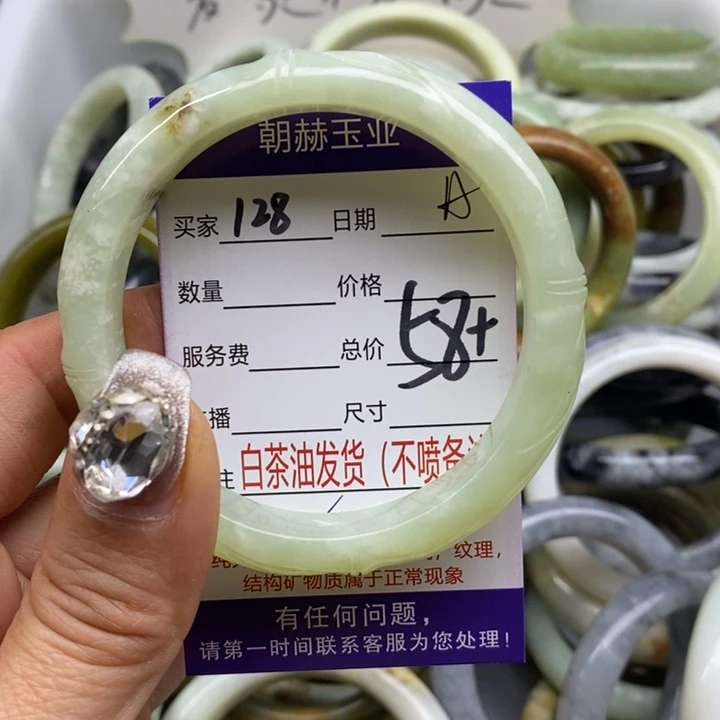 朝赫玉业
买家 128 日期 A
数量 价格
服务费 总价 58+
播 尺寸
注 白茶油发货（不喷备注
纹理，
结构矿物质属于正常现象
有任何问题，
请第一时间联系客服为您处理！